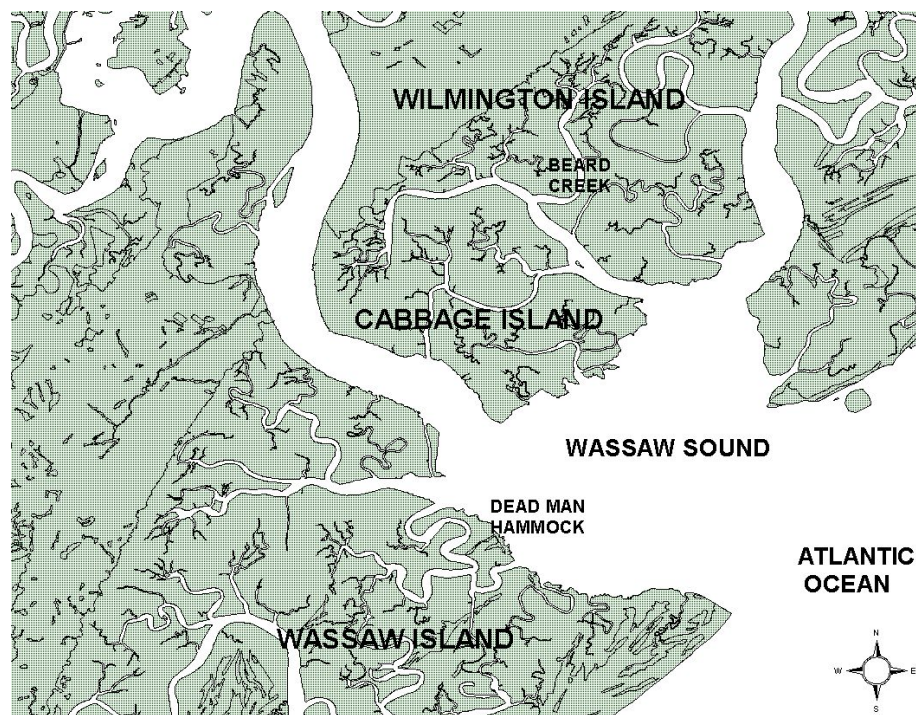 WILMINGTON ISLAND
BEARD
CREEK
CABBAGE ISLAND
WASSAW SOUND
DEAD MAN
HAMMOCK
ATLANTIC
OCEAN
WASSAW ISLAND
N
W E
S